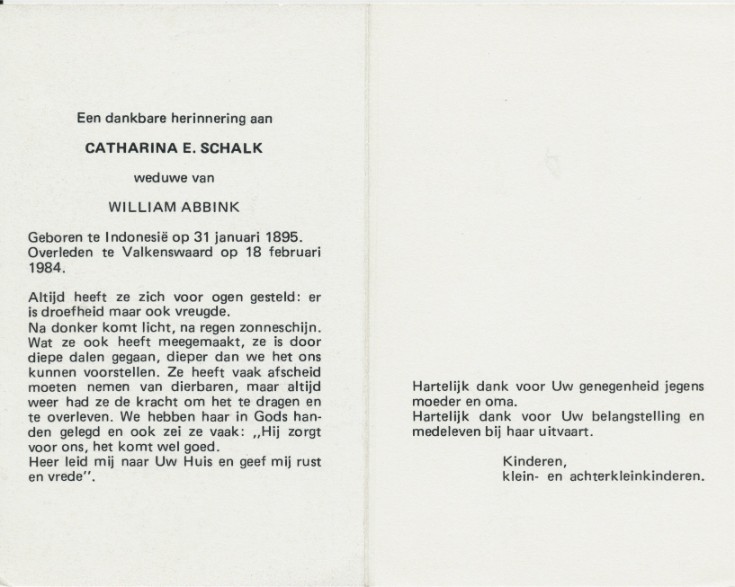 Een dankbare herinnering aan
CATHARINA E. SCHALK
weduwe van
WILLIAM ABBINK
Geboren te Indonesië op 31 januari 1895.
Overleden te Valkenswaard op 18 februari
1984.
Altijd heeft ze zich voor ogen gesteld: er
is droefheid maar ook vreugde.
Na donker komt licht, na regen zonneschijn.
Wat ze ook heeft meegemaakt, ze is door
diepe dalen gegaan, dieper dan we het ons
kunnen voorstellen. Ze heeft vaak afscheid
moeten nemen van dierbaren, maar altijd
weer had ze de kracht om het te dragen en
te overleven. We hebben haar in Gods han-
den gelegd en ook zei ze vaak: „Hij zorgt
voor ons, het komt wel goed.
Heer leid mij naar Uw Huis en geef mij rust
en vrede”.
Hartelijk dank voor Uw genegenheid jegens
moeder en oma.
Hartelijk dank voor Uw belangstelling en
medeleven bij haar uitvaart.
Kinderen,
klein- en achterkleinkinderen.